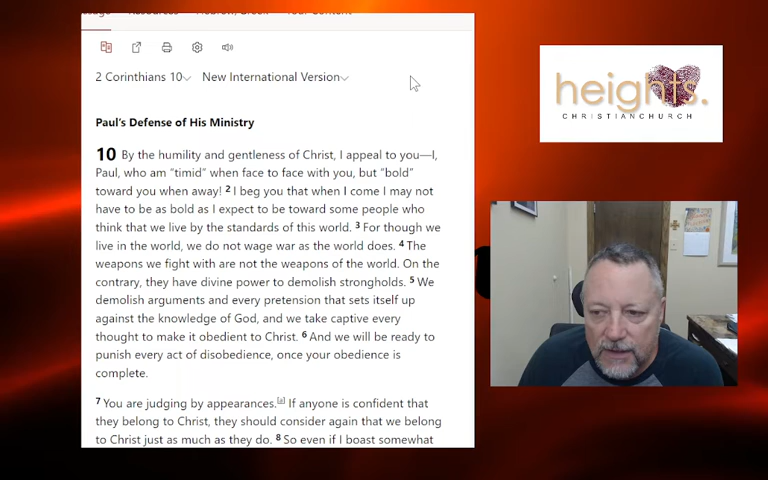 2 Corinthians 10 New International Version
Paul's Defense of His Ministry
10 By the humility and gentleness of Christ, I appeal to you—I,
Paul, who am “timid” when face to face with you, but “bold”
toward you when away! 2 I beg you that when I come I may not
have to be as bold as I expect to be toward some people who
think that we live by the standards of this world. 3 For though we
live in the world, we do not wage war as the world does. 4 The
weapons we fight with are not the weapons of the world. On the
contrary, they have divine power to demolish strongholds. 5 We
demolish arguments and every pretension that sets itself up
against the knowledge of God, and we take captive every
thought to make it obedient to Christ. 6 And we will be ready to
punish every act of disobedience, once your obedience is
complete.
7 You are judging by appearances.[a] If anyone is confident that
they belong to Christ, they should consider again that we belong
to Christ just as much as they do. 8 So even if I boast somewhat
heights.
CHRISTIANCHURCH